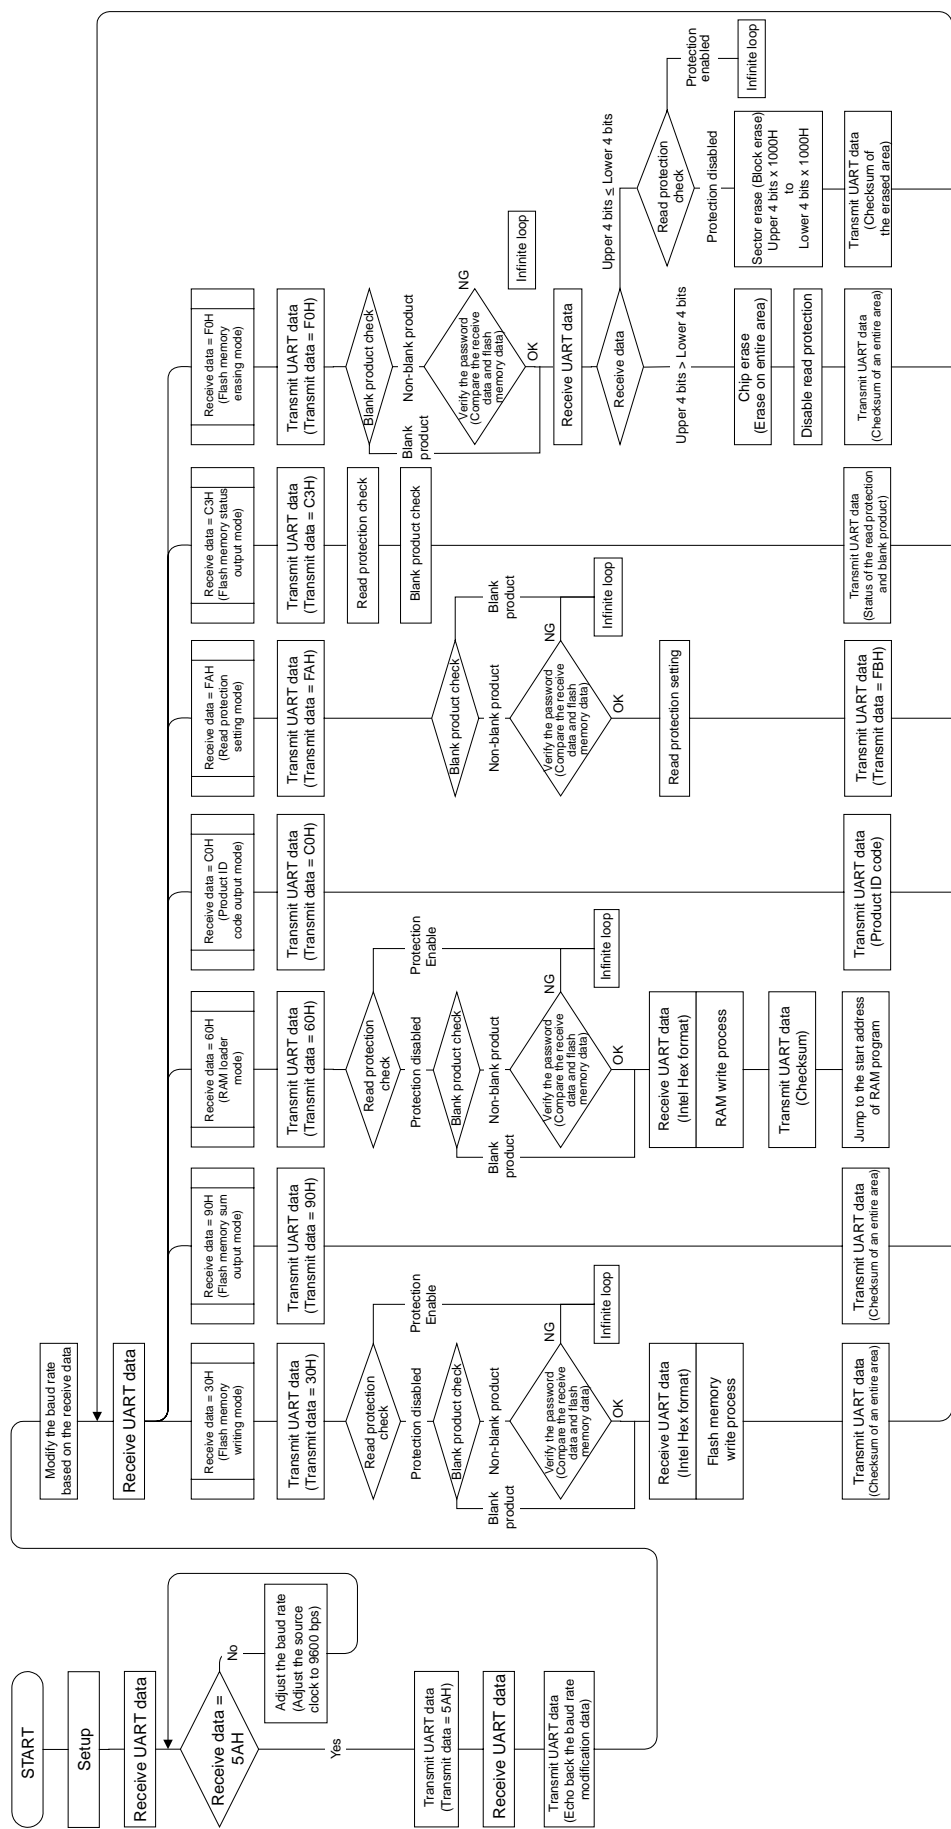 START
Setup
Receive UART data
Receive data =
5AH
No
Adjust the baud rate
(Adjust the source
clock to 9600 bps)
Yes
Transmit UART data
(Transmit data = 5AH)
Receive UART data
Transmit UART data
(Echo back the baud rate
modification data)
Modify the baud rate
based on the receive data
Receive UART data
Receive data = 30H
(Flash memory
writing mode)
Transmit UART data
(Transmit data = 30H)
Read protection
check
Protection
Enable
Protection disabled
Blank product check
Blank
product
Non-blank product
Verify the password
(Compare the receive
data and flash
memory data)
NG
Infinite loop
OK
Receive UART data
(Intel Hex format)
Flash memory
write process
Transmit UART data
(Checksum of an entire area)
Receive data = 90H
(Flash memory sum
output mode)
Transmit UART data
(Transmit data = 90H)
Transmit UART data
(Checksum of an entire area)
Receive data = 60H
(RAM loader
mode)
Transmit UART data
(Transmit data = 60H)
Read protection
check
Protection
Enable
Protection disabled
Blank product check
Blank
product
Non-blank product
Verify the password
(Compare the receive
data and flash
memory data)
NG
Infinite loop
OK
Receive UART data
(Intel Hex format)
RAM write process
Transmit UART data
(Checksum)
Jump to the start address
of RAM program
Receive data = C0H
(Product ID
code output mode)
Transmit UART data
(Transmit data = C0H)
Transmit UART data
(Product ID code)
Receive data = FAH
(Read protection
setting mode)
Transmit UART data
(Transmit data = FAH)
Blank product check
Blank
product
Non-blank product
Verify the password
(Compare the receive
data and flash
memory data)
NG
Infinite loop
OK
Read protection setting
Transmit UART data
(Transmit data = FBH)
Receive data = C3H
(Flash memory status
output mode)
Transmit UART data
(Transmit data = C3H)
Read protection check
Blank product check
Transmit UART data
(Status of the read protection
and blank product)
Receive data = F0H
(Flash memory
erasing mode)
Transmit UART data
(Transmit data = F0H)
Blank product check
Blank
product
Non-blank product
Verify the password
(Compare the receive
data and flash
memory data)
NG
Infinite loop
OK
Receive UART data
Receive data
Upper 4 bits > Lower 4 bits
Chip erase
(Erase on entire area)
Disable read protection
Transmit UART data
(Checksum of an entire area)
Upper 4 bits ≤ Lower 4 bits
Read protection
check
Protection
enabled
Infinite loop
Protection disabled
Sector erase (Block erase)
Upper 4 bits x 1000H
to
Lower 4 bits x 1000H
Transmit UART data
(Checksum of
the erased area)